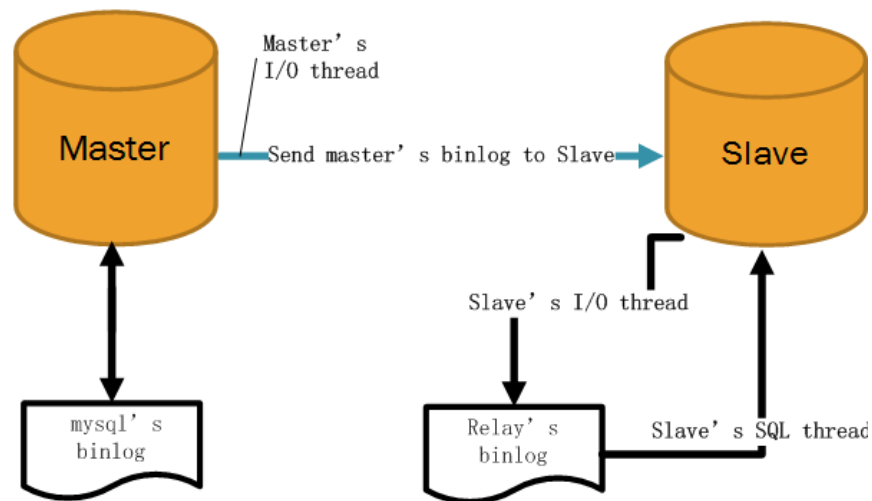 Master’s
I/O thread
Master
Send master’s binlog to Slave
Slave
Slave’s I/O thread
mysql’s
binlog
Relay’s
binlog
Slave’s SQL thread